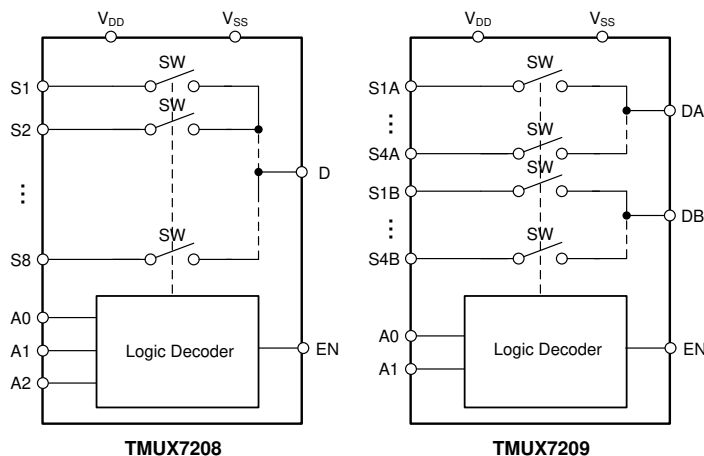 VDD VSS
S1
SW
S2
SW
D
⋮
S8
SW
A0
A1
A2
Logic Decoder
EN
TMUX7208
VDD VSS
S1A
SW
DA
⋮
S4A
SW
S1B
SW
DB
⋮
S4B
SW
A0
A1
Logic Decoder
EN
TMUX7209